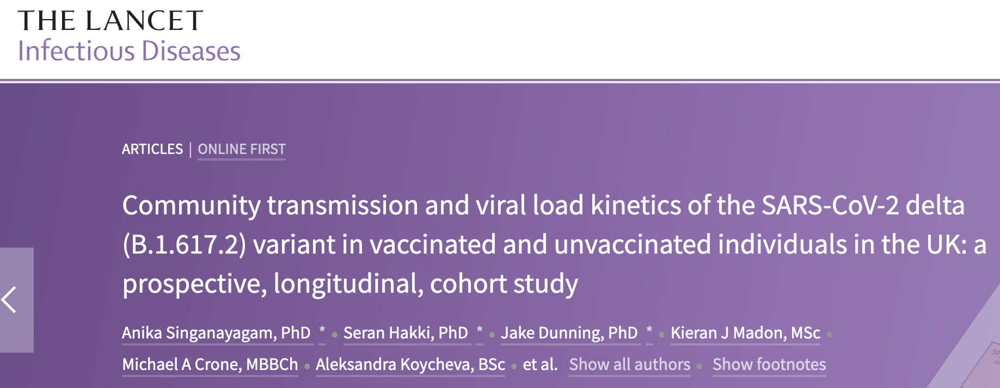 THE LANCET
Infectious Diseases
ARTICLES | ONLINE FIRST
Community transmission and viral load kinetics of the SARS-CoV-2 delta
(B.1.617.2) variant in vaccinated and unvaccinated individuals in the UK: a
prospective, longitudinal, cohort study
Anika Singanayagam, PhD * • Seran Hakki, PhD * • Jake Dunning, PhD * • Kieran J Madon, MSc •
Michael A Crone, MBBCh • Aleksandra Koycheva, BSc • et al. Show all authors • Show footnotes